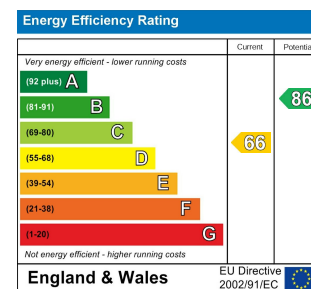 Energy Efficiency Rating
Current
Potentia
Very energy efficient - lower running costs
(92 plus) A
(81-91) B
86
(69-80) C
66
(55-68) D
(39-54) E
(21-38) F
(1-20) G
Not energy efficient - higher running costs
England & Wales
EU Directive
2002/91/EC